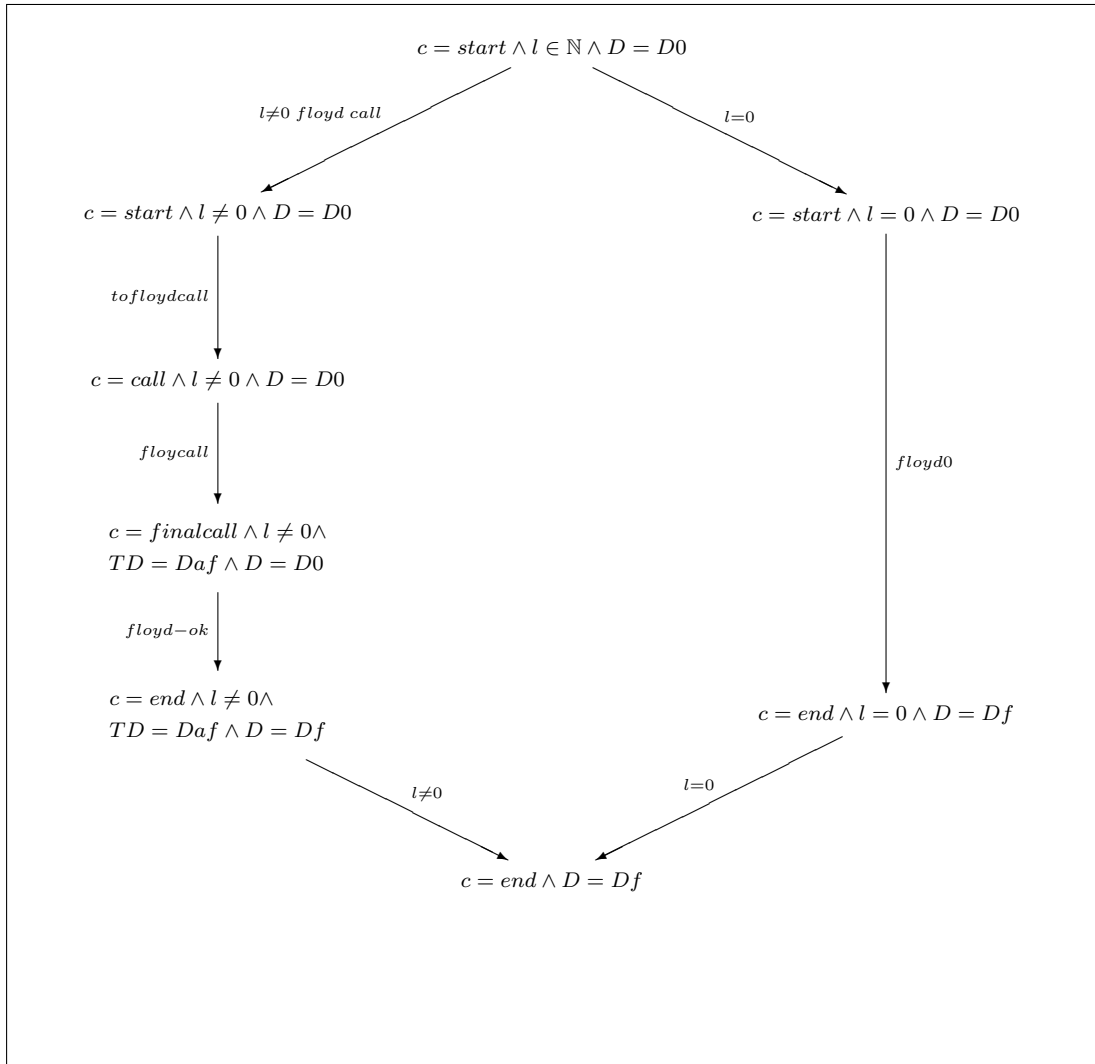 c = start ∧ l ∈ ℕ ∧ D = D0
l≠0 floyd call
l=0
c = start ∧ l ≠ 0 ∧ D = D0
c = start ∧ l = 0 ∧ D = D0
tofloydcall
c = call ∧ l ≠ 0 ∧ D = D0
floycall
floyd0
c = finalcall ∧ l ≠ 0∧
TD = Daf ∧ D = D0
floyd−ok
c = end ∧ l ≠ 0∧
TD = Daf ∧ D = Df
c = end ∧ l = 0 ∧ D = Df
l≠0
l=0
c = end ∧ D = Df